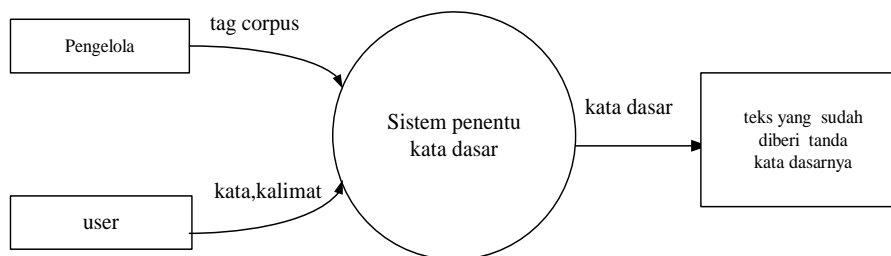 tag corpus
Pengelola
Sistem penentu
kata dasar
kata dasar
teks yang sudah
diberi tanda
kata dasarnya
kata,kalimat
user